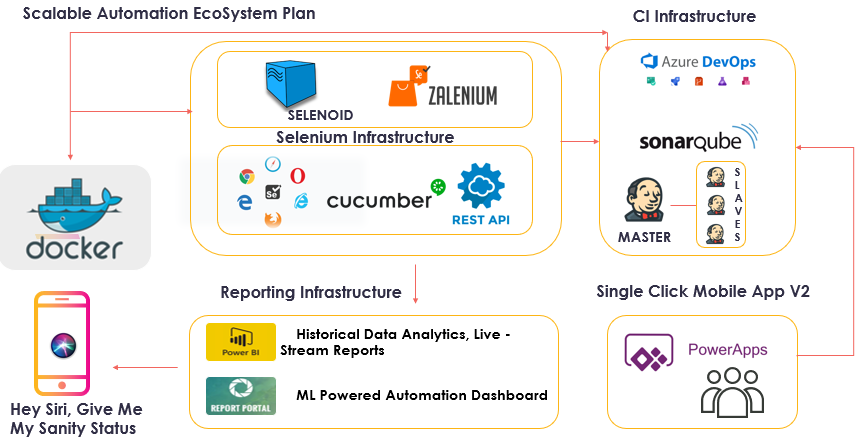 Scalable Automation EcoSystem Plan
CI Infrastructure
Azure DevOps
SELENOID
Se
ZALENIUM
Selenium Infrastructure
sonarqube
Se
cucumber
REST API
docker
MASTER
SLAVES
Reporting Infrastructure
Single Click Mobile App V2
Power BI
Historical Data Analytics, Live -
Stream Reports
PowerApps
REPORT PORTAL
ML Powered Automation Dashboard
Hey Siri, Give Me
My Sanity Status